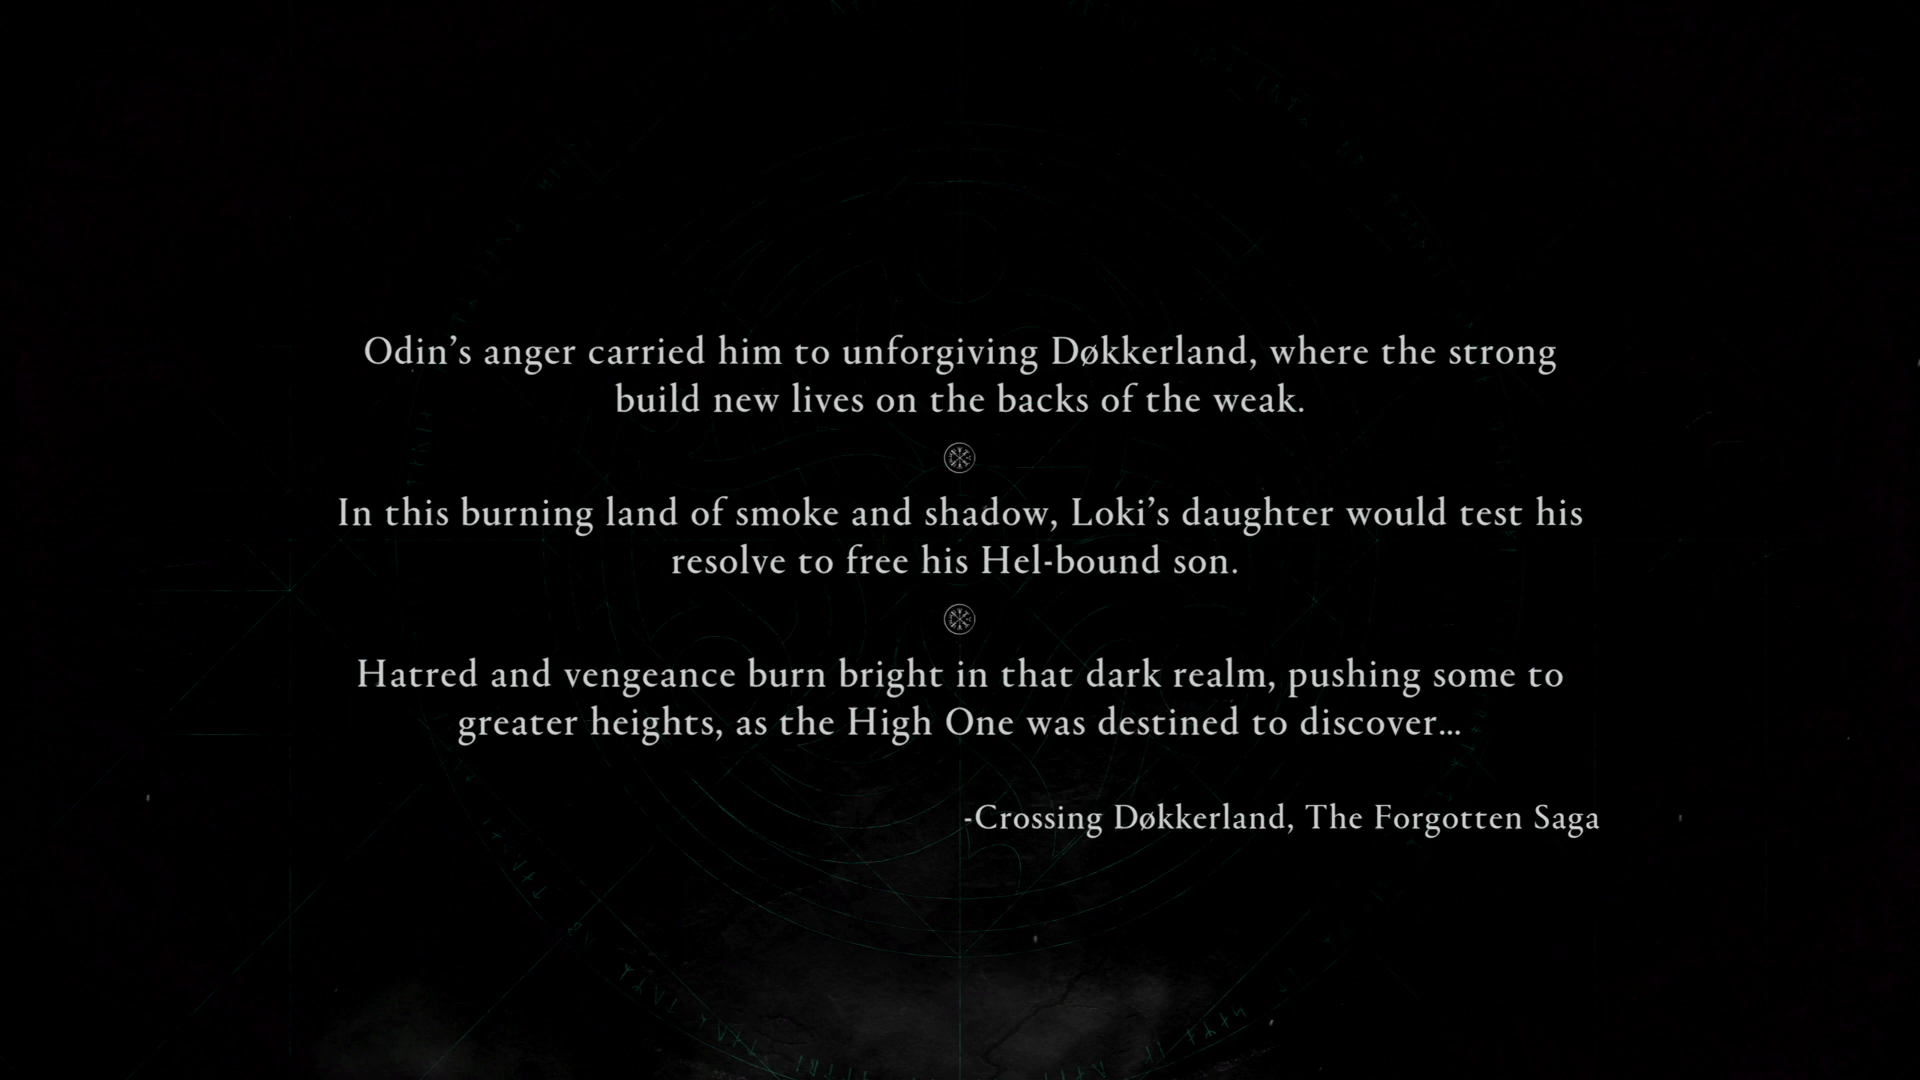 Odin’s anger carried him to unforgiving Døkkerland, where the strong
build new lives on the backs of the weak.
In this burning land of smoke and shadow, Loki’s daughter would test his
resolve to free his Hel-bound son.
Hatred and vengeance burn bright in that dark realm, pushing some to
greater heights, as the High One was destined to discover...
-Crossing Døkkerland, The Forgotten Saga